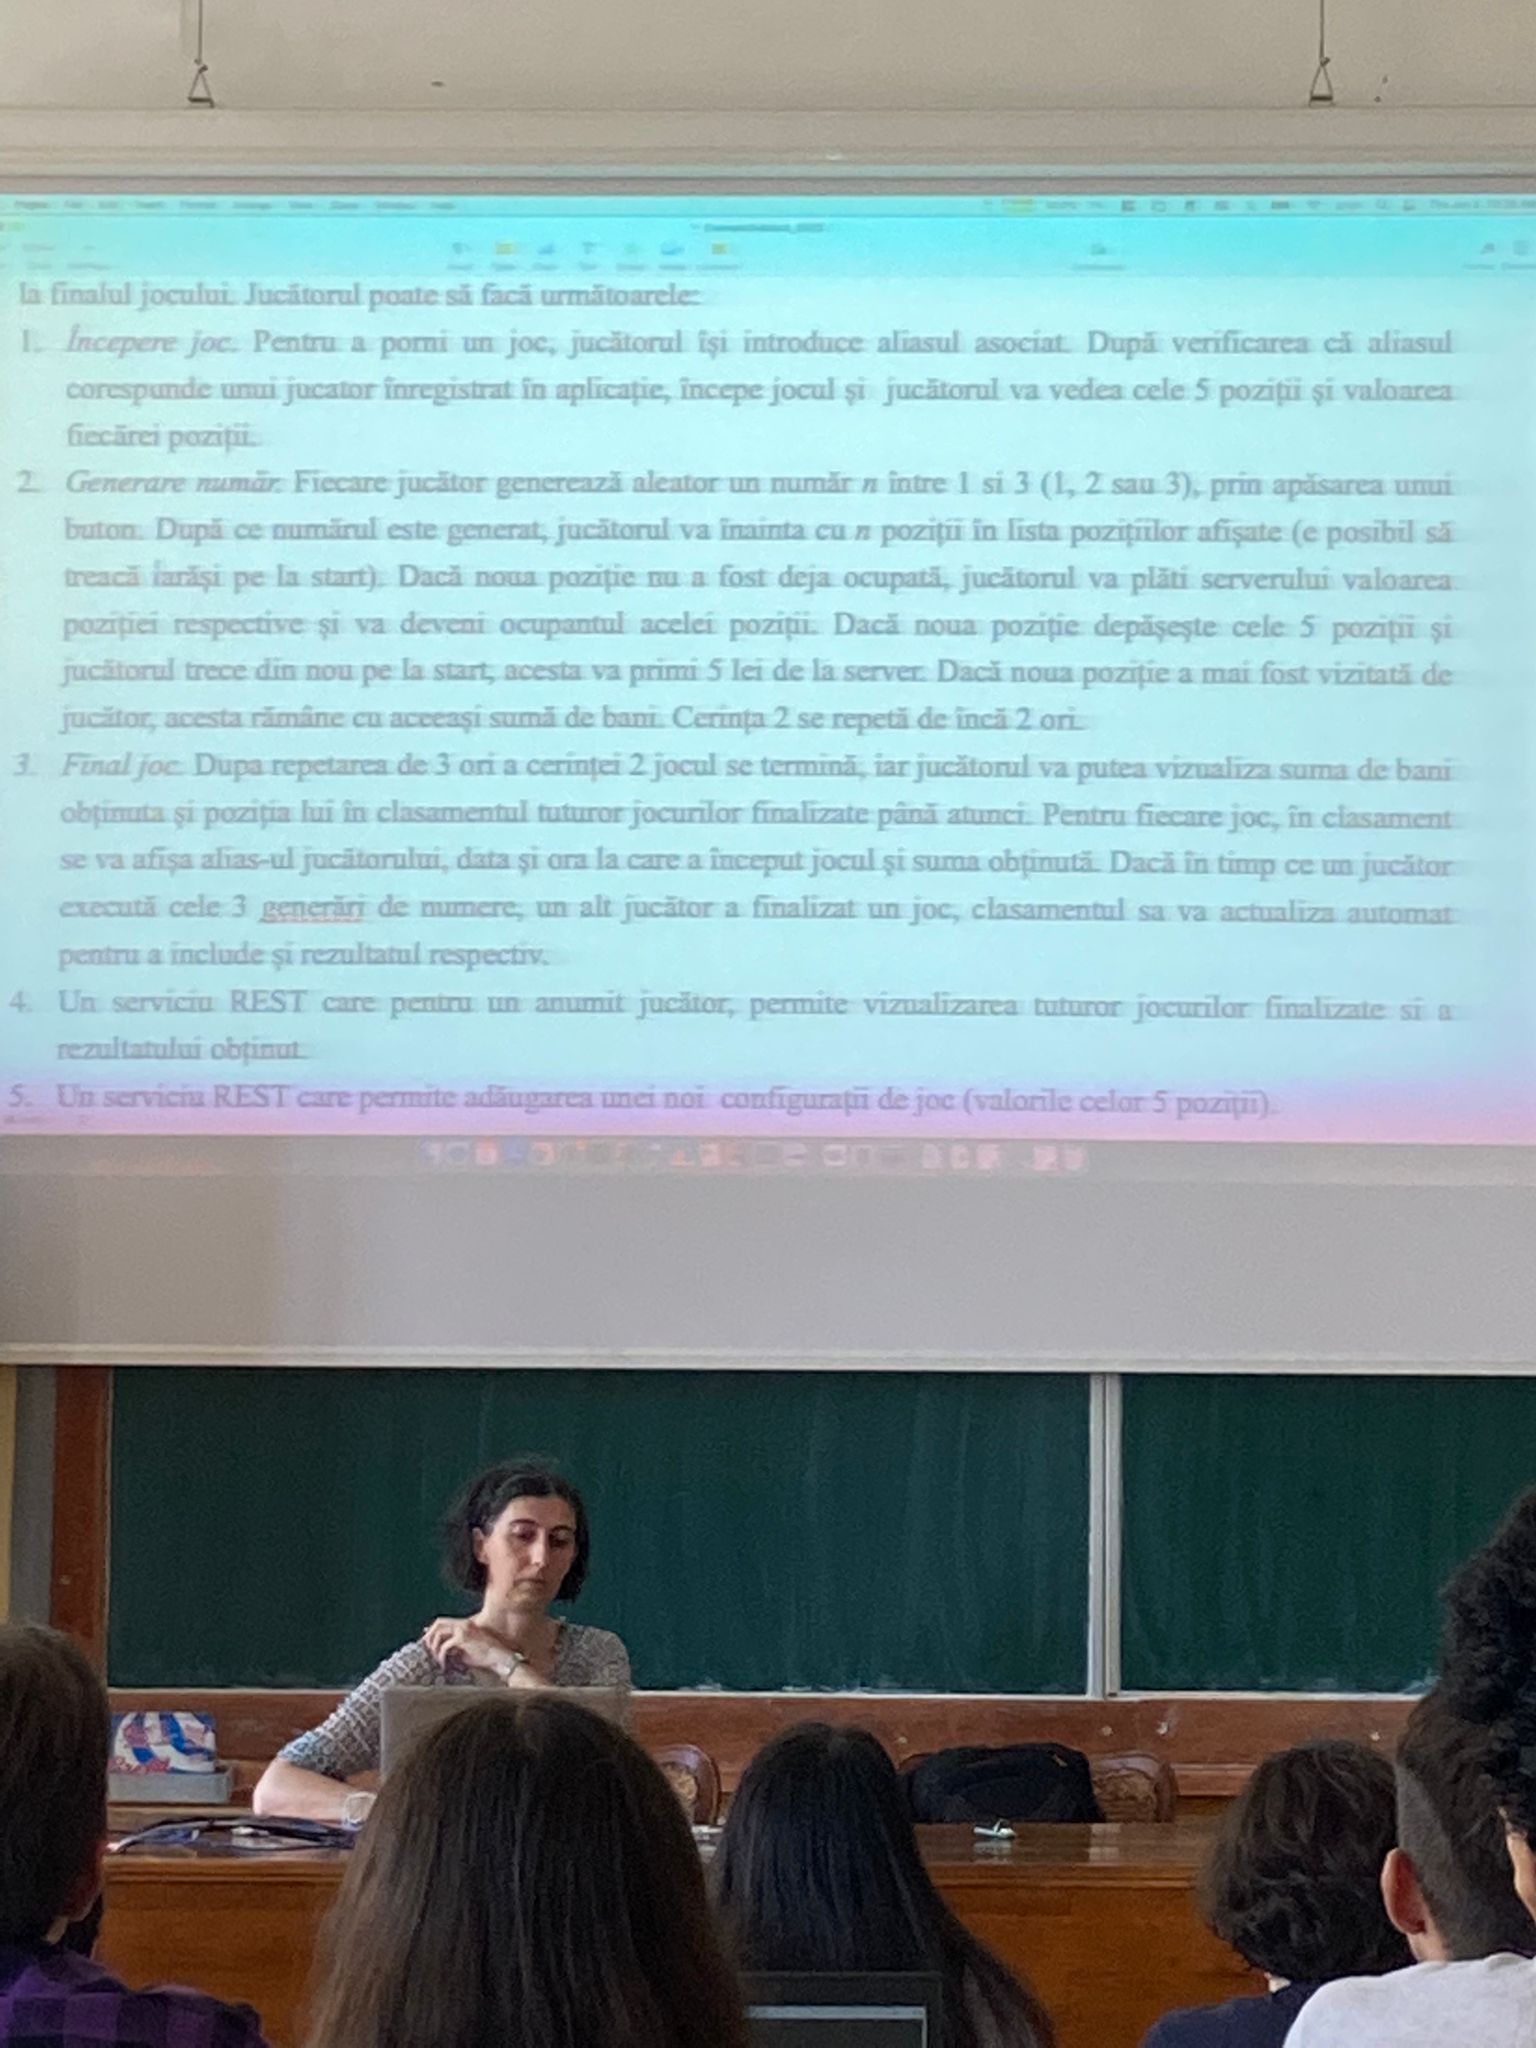 la finalul jocului. Jucătorul poate să facă următoarele:
1. Începere joc. Pentru a porni un joc, jucătorul își introduce aliasul asociat. După verificarea că aliasul
corespunde unui jucator înregistrat în aplicație, începe jocul și jucătorul va vedea cele 5 poziții și valoarea
fiecărei poziții.
2. Generare număr. Fiecare jucător generează aleator un număr n între 1 si 3 (1, 2 sau 3), prin apăsarea unui
buton. După ce numărul este generat, jucătorul va înainta cu n poziții în lista pozițiilor afișate (e posibil să
treacă iarăși pe la start). Dacă noua poziție nu a fost deja ocupată, jucătorul va plăti serverului valoarea
poziției respective și va deveni ocupantul acelei poziții. Dacă noua poziție depășește cele 5 poziții și
jucătorul trece din nou pe la start, acesta va primi 5 lei de la server. Dacă noua poziție a mai fost vizitată de
jucător, acesta rămâne cu aceeași sumă de bani. Cerința 2 se repetă de încă 2 ori.
3. Final joc. Dupa repetarea de 3 ori a cerinței 2 jocul se termină, iar jucătorul va putea vizualiza suma de bani
obținuta și poziția lui în clasamentul tuturor jocurilor finalizate până atunci. Pentru fiecare joc, în clasament
se va afișa alias-ul jucătorului, data și ora la care a început jocul și suma obținută. Dacă în timp ce un jucător
execută cele 3 generări de numere, un alt jucător a finalizat un joc, clasamentul sa va actualiza automat
pentru a include și rezultatul respectiv.
4. Un serviciu REST care pentru un anumit jucător, permite vizualizarea tuturor jocurilor finalizate si a
rezultatului obținut.
5. Un serviciu REST care permite adăugarea unei noi configurații de joc (valorile celor 5 poziții).